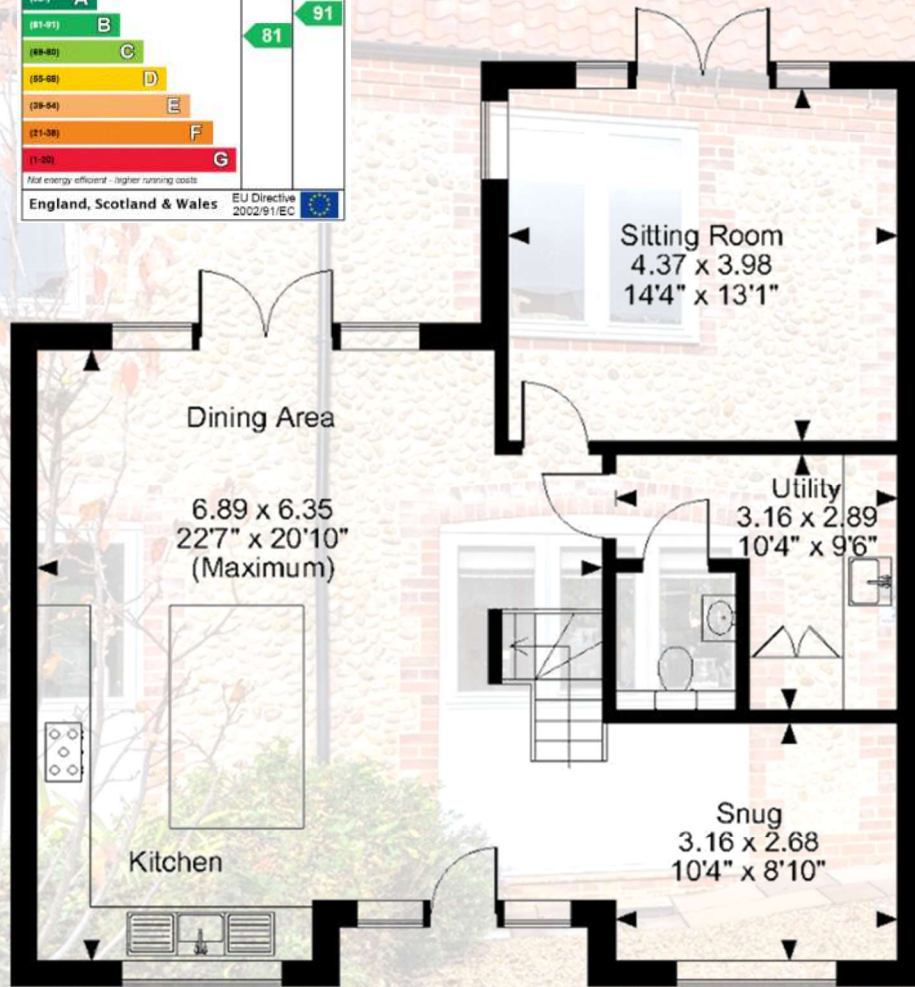 A
91
(81-91) B
81
(69-80) C
(55-68) D
(39-54) E
(21-38) F
(1-20) G
Not energy efficient - higher running costs
England, Scotland & Wales
EU Directive
2002/91/EC
Sitting Room
4.37 x 3.98
14'4" x 13'1"
Dining Area
6.89 x 6.35
22'7" x 20'10"
(Maximum)
Utility
3.16 x 2.89
10'4" x 9'6"
Snug
3.16 x 2.68
10'4" x 8'10"
Kitchen